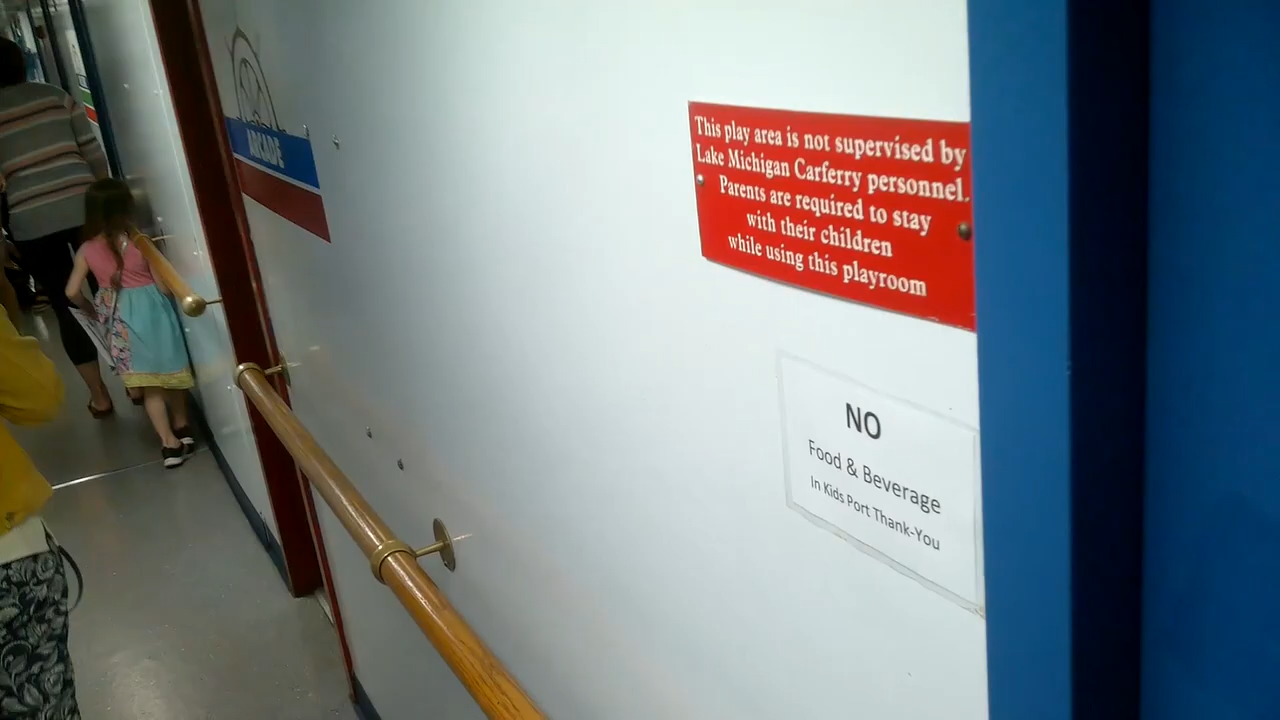 ARCADE
This play area is not supervised by
Lake Michigan Carferry personnel.
Parents are required to stay
with their children
while using this playroom
NO
Food & Beverage
In Kids Port Thank-You